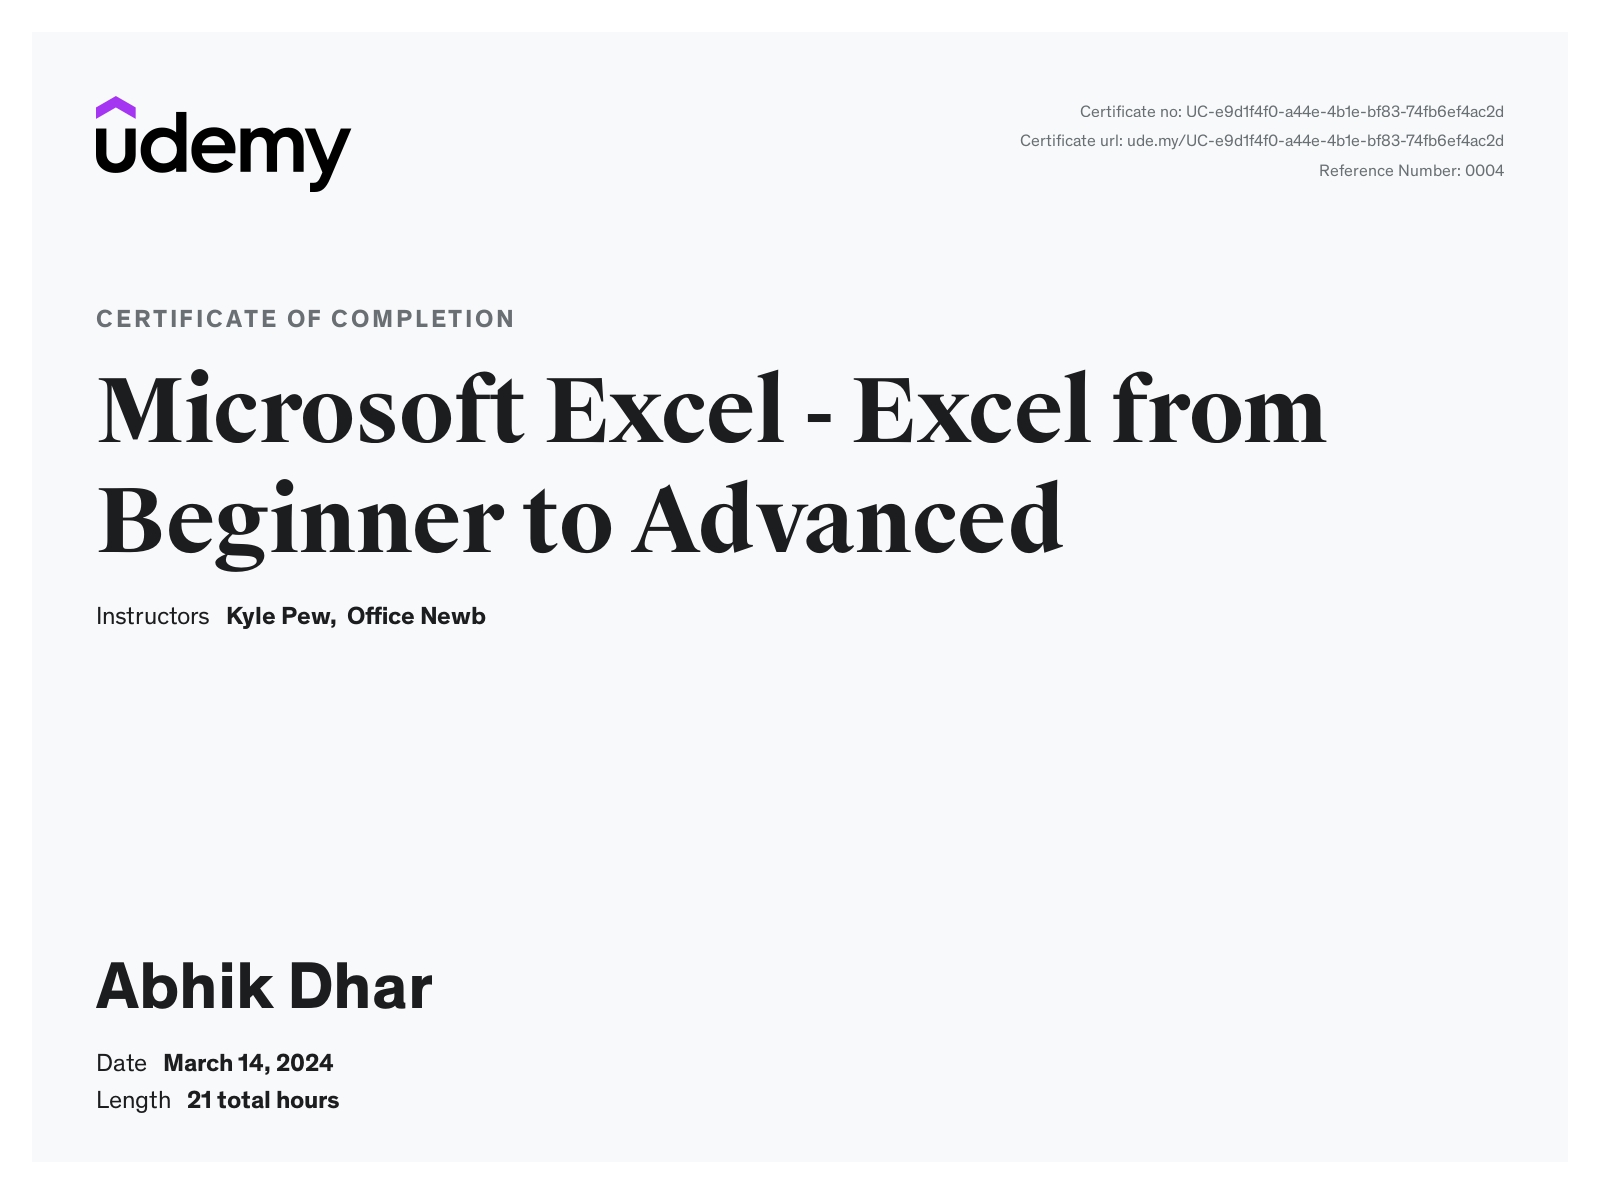 udemy
Certificate no: UC-e9d1f4f0-a44e-4b1e-bf83-74fb6ef4ac2d
Certificate url: ude.my/UC-e9d1f4f0-a44e-4b1e-bf83-74fb6ef4ac2d
Reference Number: 0004
CERTIFICATE OF COMPLETION
Microsoft Excel - Excel from
Beginner to Advanced
Instructors Kyle Pew, Office Newb
Abhik Dhar
Date March 14, 2024
Length 21 total hours